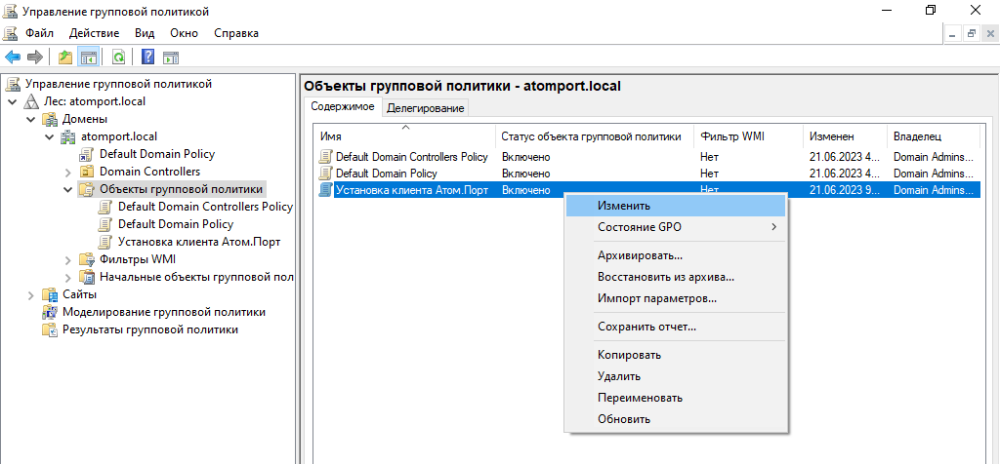 Управление групповой политикой
Файл Действие Вид Окно Справка
Управление групповой политикой
Лес: atomport.local
Домены
atomport.local
Default Domain Policy
Domain Controllers
Объекты групповой политики
Default Domain Controllers Policy
Default Domain Policy
Установка клиента Атом.Порт
Фильтры WMI
Начальные объекты групповой пол
Сайты
Моделирование групповой политики
Результаты групповой политики
Объекты групповой политики - atomport.local
Содержимое Делегирование
Имя Статус объекта групповой политики Фильтр WMI Изменен Владелец
Default Domain Controllers Policy Включено Нет 21.06.2023 4... Domain Admins...
Default Domain Policy Включено Нет 21.06.2023 4... Domain Admins...
Установка клиента Атом.Порт Включено Нет 21.06.2023 9... Domain Admins...
Изменить
Состояние GPO
Архивировать...
Восстановить из архива...
Импорт параметров...
Сохранить отчет...
Копировать
Удалить
Переименовать
Обновить